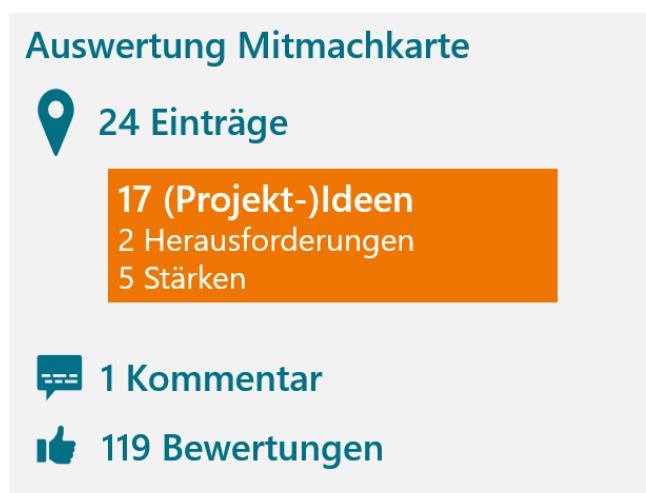 Auswertung Mitmachkarte
24 Einträge
17 (Projekt-)Ideen
2 Herausforderungen
5 Stärken
1 Kommentar
119 Bewertungen